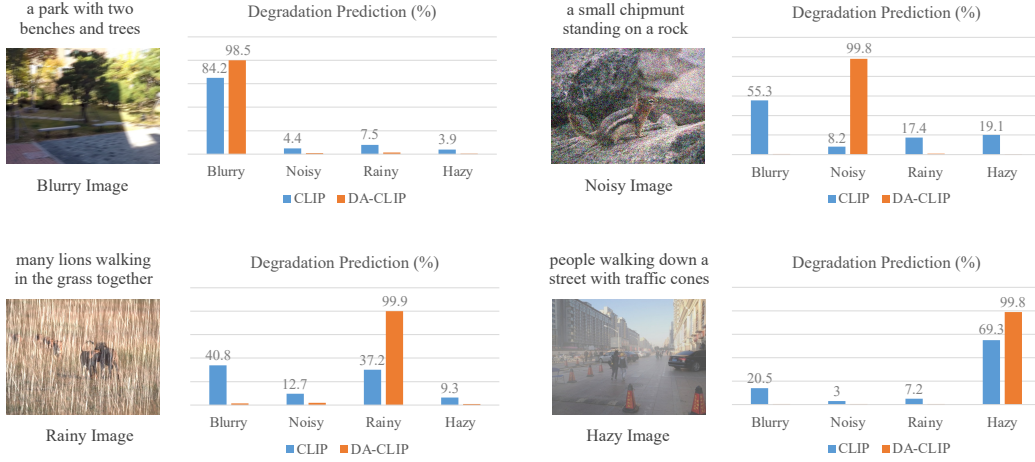 a park with two
benches and trees
Blurry Image
Degradation Prediction (%)
84.2
98.5
4.4
7.5
3.9
Blurry Noisy Rainy Hazy
CLIP DA-CLIP
a small chipmunt
standing on a rock
Noisy Image
Degradation Prediction (%)
55.3
8.2
99.8
17.4
19.1
Blurry Noisy Rainy Hazy
CLIP DA-CLIP
many lions walking
in the grass together
Rainy Image
Degradation Prediction (%)
40.8
12.7
37.2
99.9
9.3
Blurry Noisy Rainy Hazy
CLIP DA-CLIP
people walking down a
street with traffic cones
Hazy Image
Degradation Prediction (%)
20.5
3
7.2
69.3
99.8
Blurry Noisy Rainy Hazy
CLIP DA-CLIP